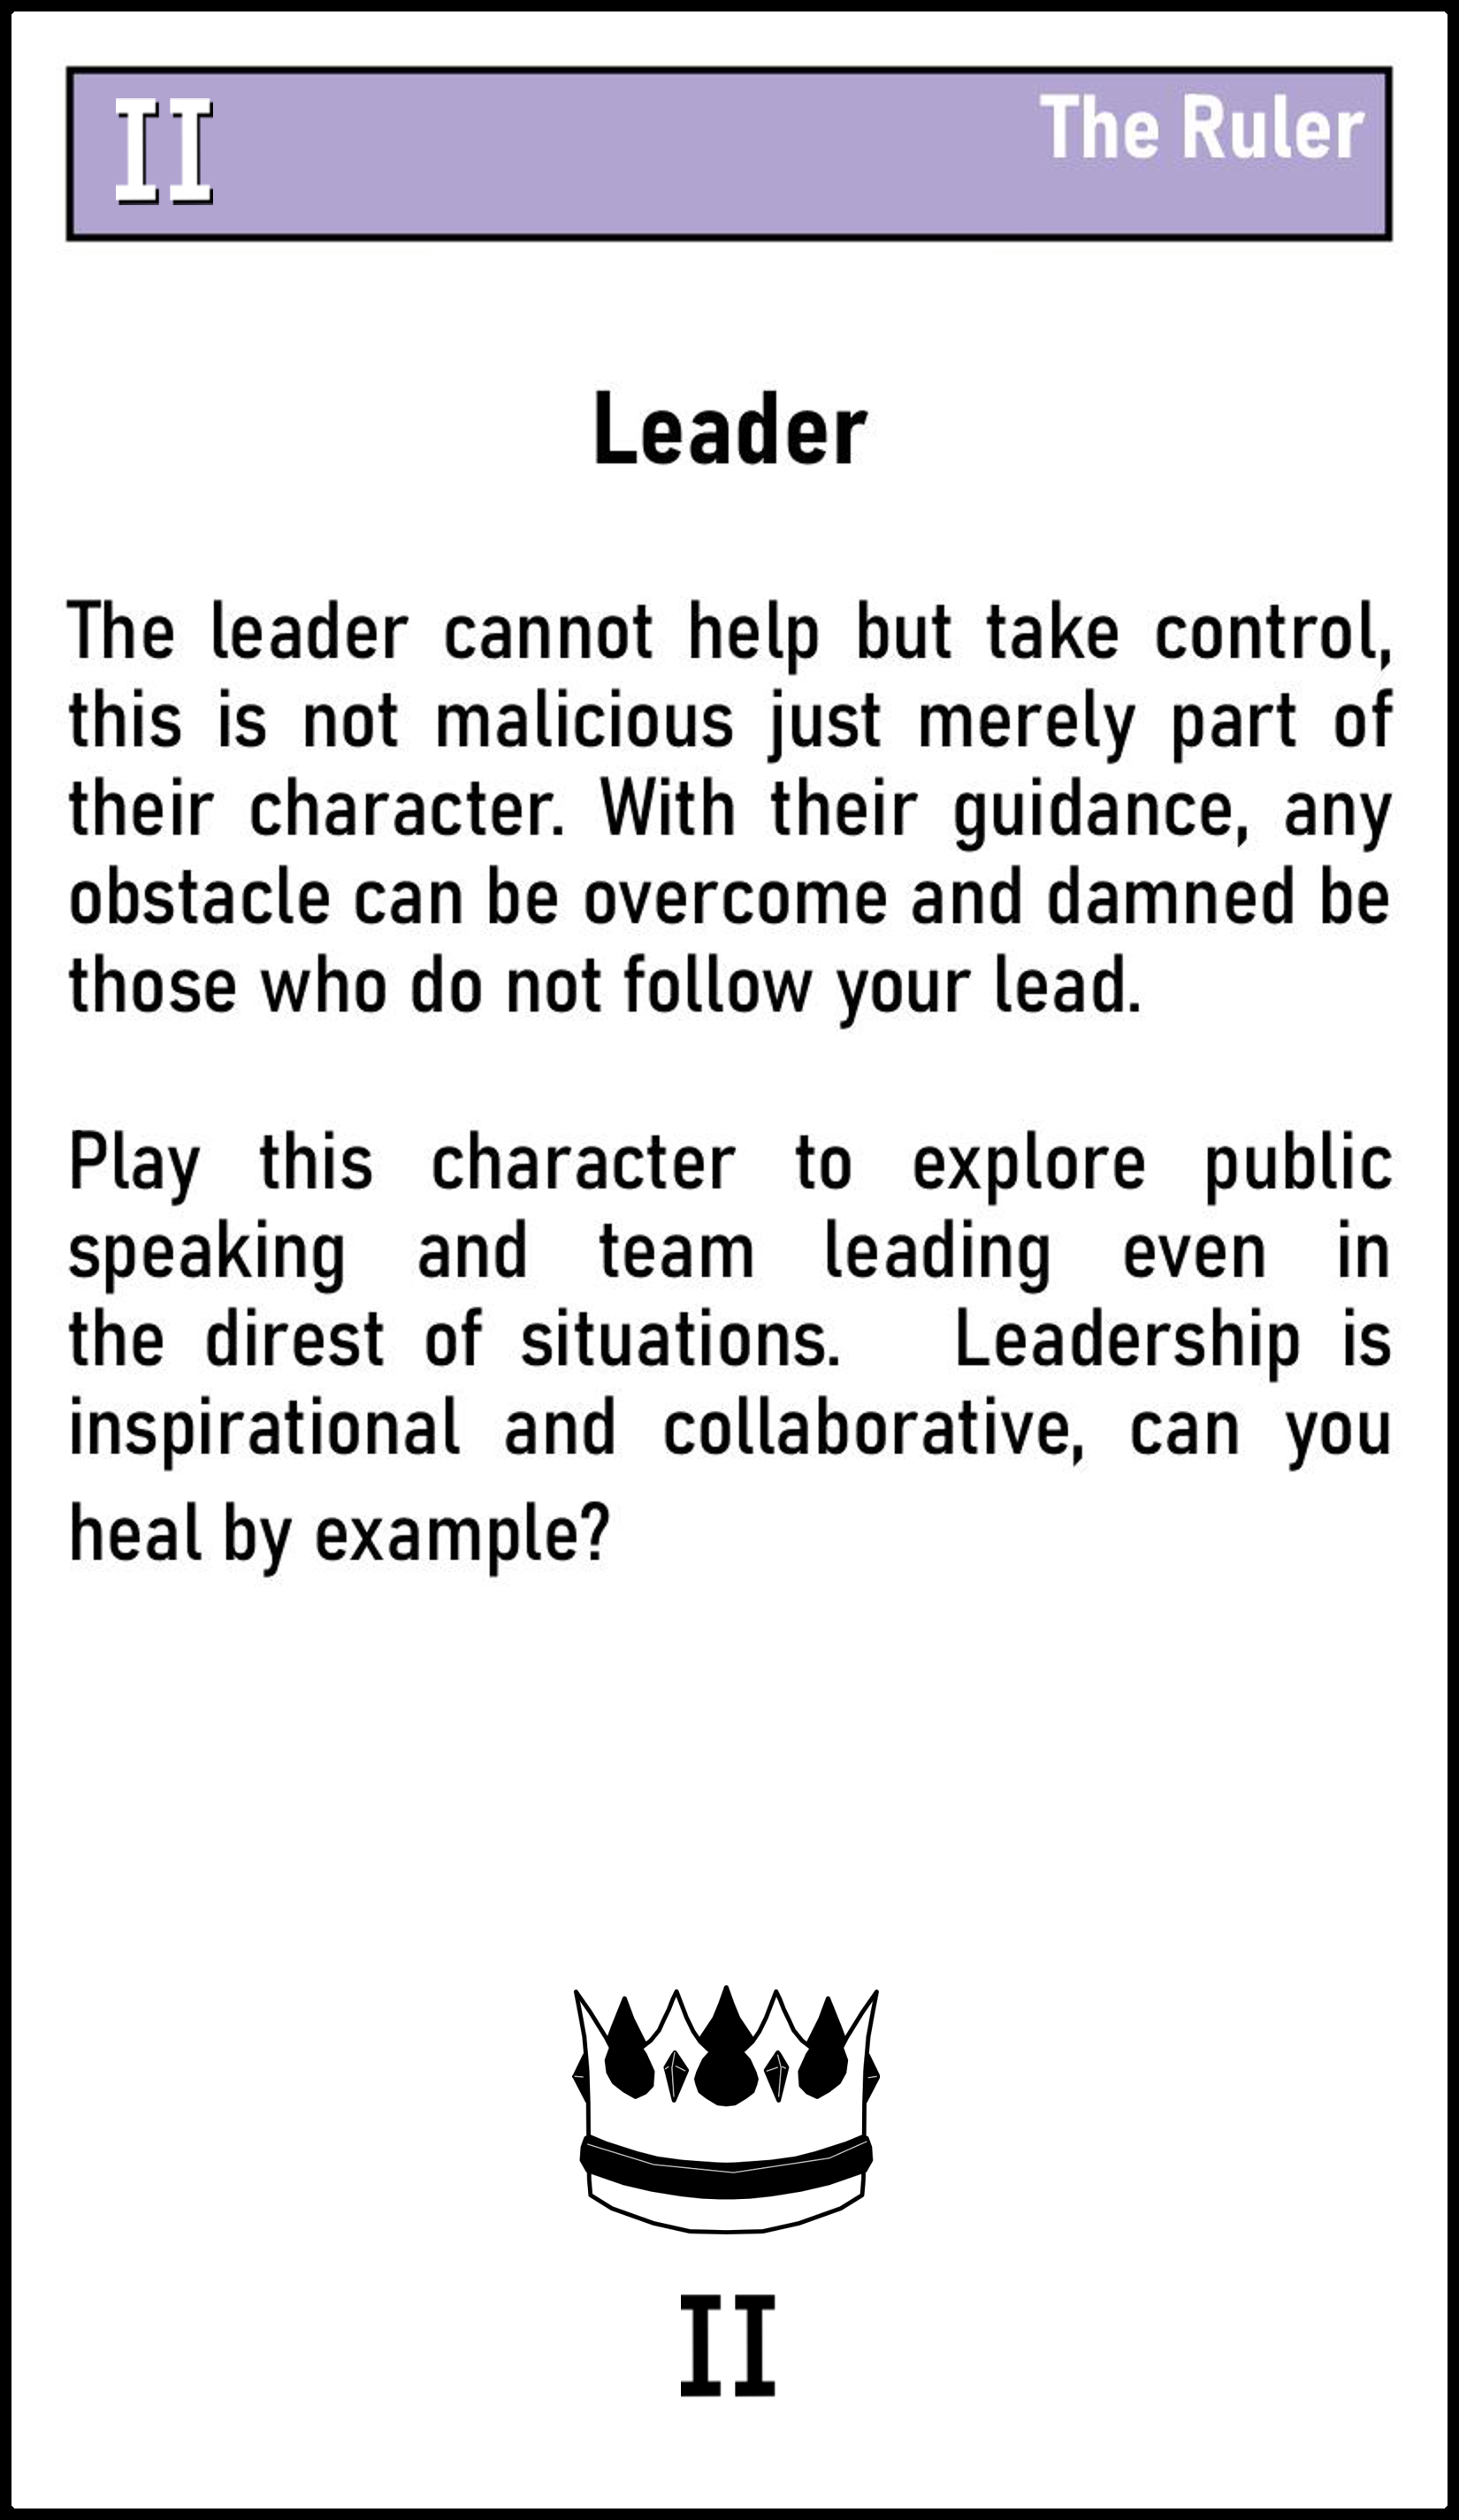 II
The Ruler
Leader
The leader cannot help but take control,
this is not malicious just merely part of
their character. With their guidance, any
obstacle can be overcome and damned be
those who do not follow your lead.
Play this character to explore public
speaking and team leading even in
the direst of situations. Leadership is
inspirational and collaborative, can you
heal by example?
II